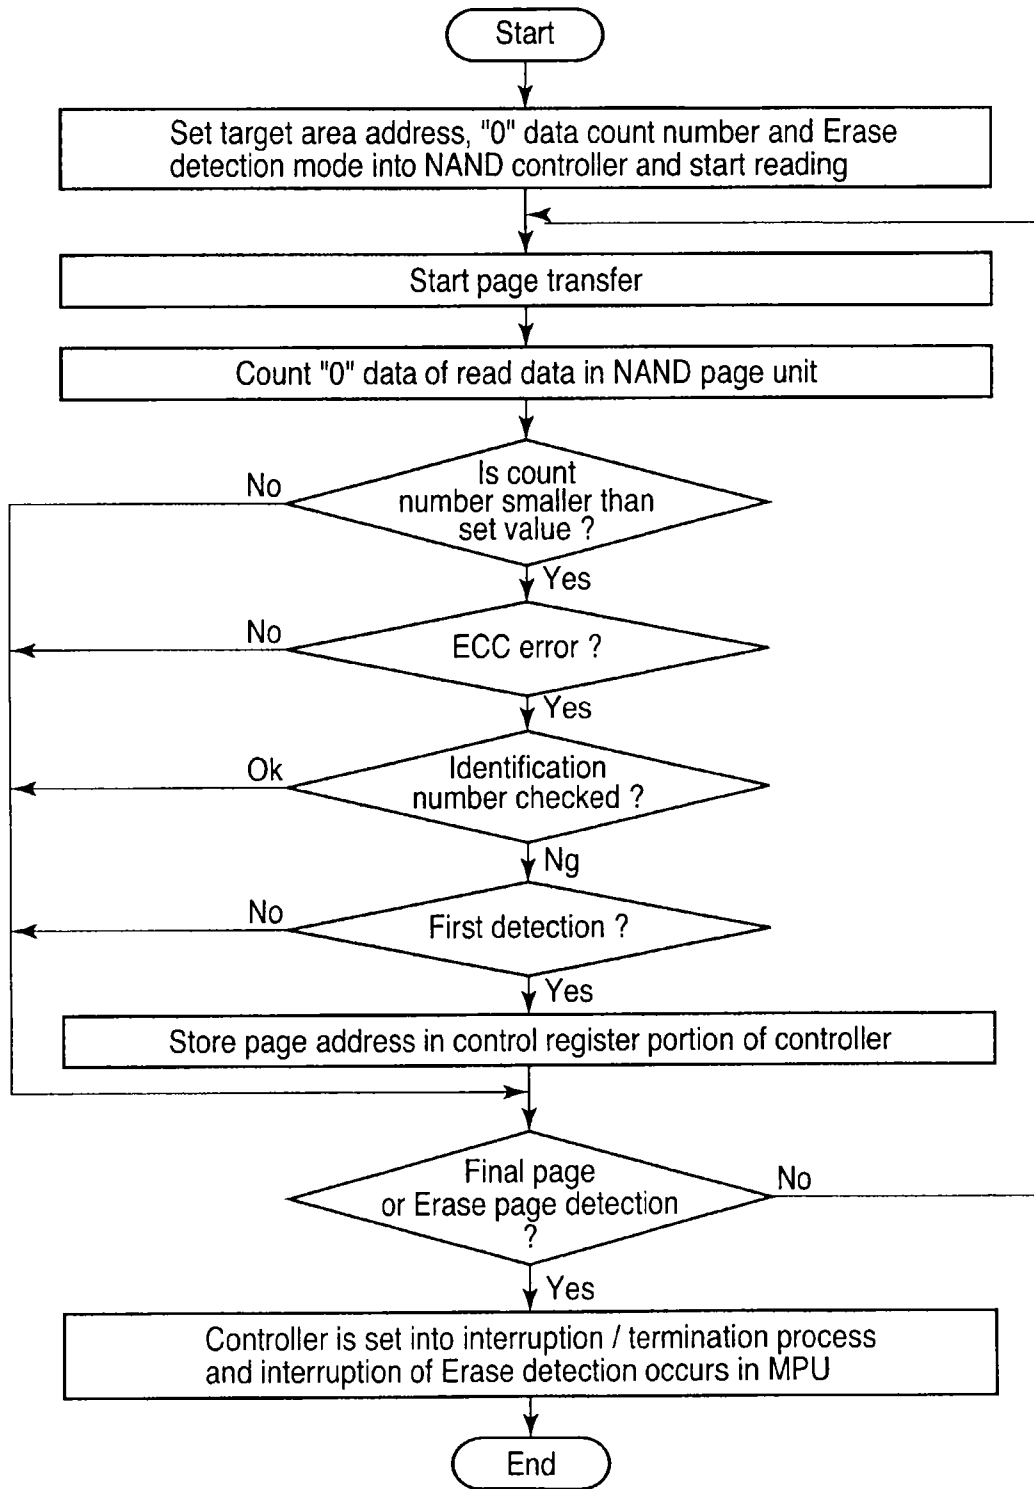 Start
Set target area address, "0" data count number and Erase
detection mode into NAND controller and start reading
Start page transfer
Count "0" data of read data in NAND page unit
Is count
number smaller than
set value ?
No
Yes
ECC error ?
No
Yes
Identification
number checked ?
Ok
Ng
First detection ?
No
Yes
Store page address in control register portion of controller
Final page
or Erase page detection
?
No
Yes
Controller is set into interruption / termination process
and interruption of Erase detection occurs in MPU
End